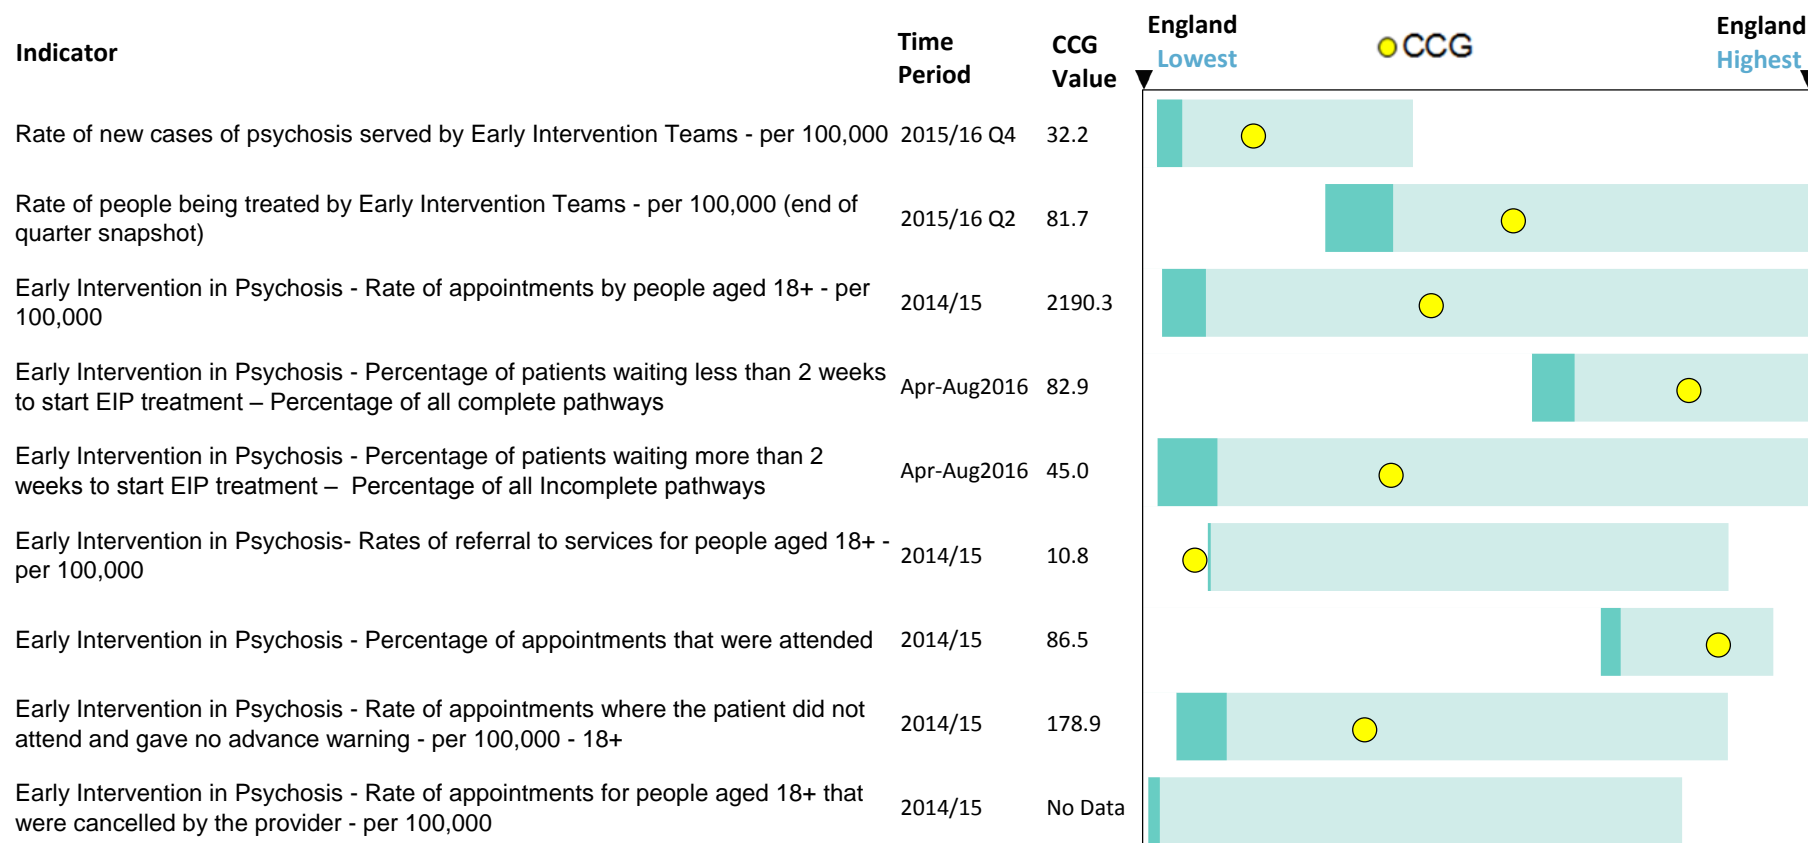 Indicator
Time
Period
CCG
Value
England
Lowest
CCG
England
Highest
Rate of new cases of psychosis served by Early Intervention Teams - per 100,000 2015/16 Q4 32.2
Rate of people being treated by Early Intervention Teams - per 100,000 (end of
quarter snapshot)
2015/16 Q2 81.7
Early Intervention in Psychosis - Rate of appointments by people aged 18+ - per
100,000
2014/15 2190.3
Early Intervention in Psychosis - Percentage of patients waiting less than 2 weeks
to start EIP treatment – Percentage of all complete pathways
Apr-Aug2016 82.9
Early Intervention in Psychosis - Percentage of patients waiting more than 2
weeks to start EIP treatment – Percentage of all Incomplete pathways
Apr-Aug2016 45.0
Early Intervention in Psychosis- Rates of referral to services for people aged 18+ -
per 100,000
2014/15 10.8
Early Intervention in Psychosis - Percentage of appointments that were attended 2014/15 86.5
Early Intervention in Psychosis - Rate of appointments where the patient did not
attend and gave no advance warning - per 100,000 - 18+
2014/15 178.9
Early Intervention in Psychosis - Rate of appointments for people aged 18+ that
were cancelled by the provider - per 100,000
2014/15 No Data